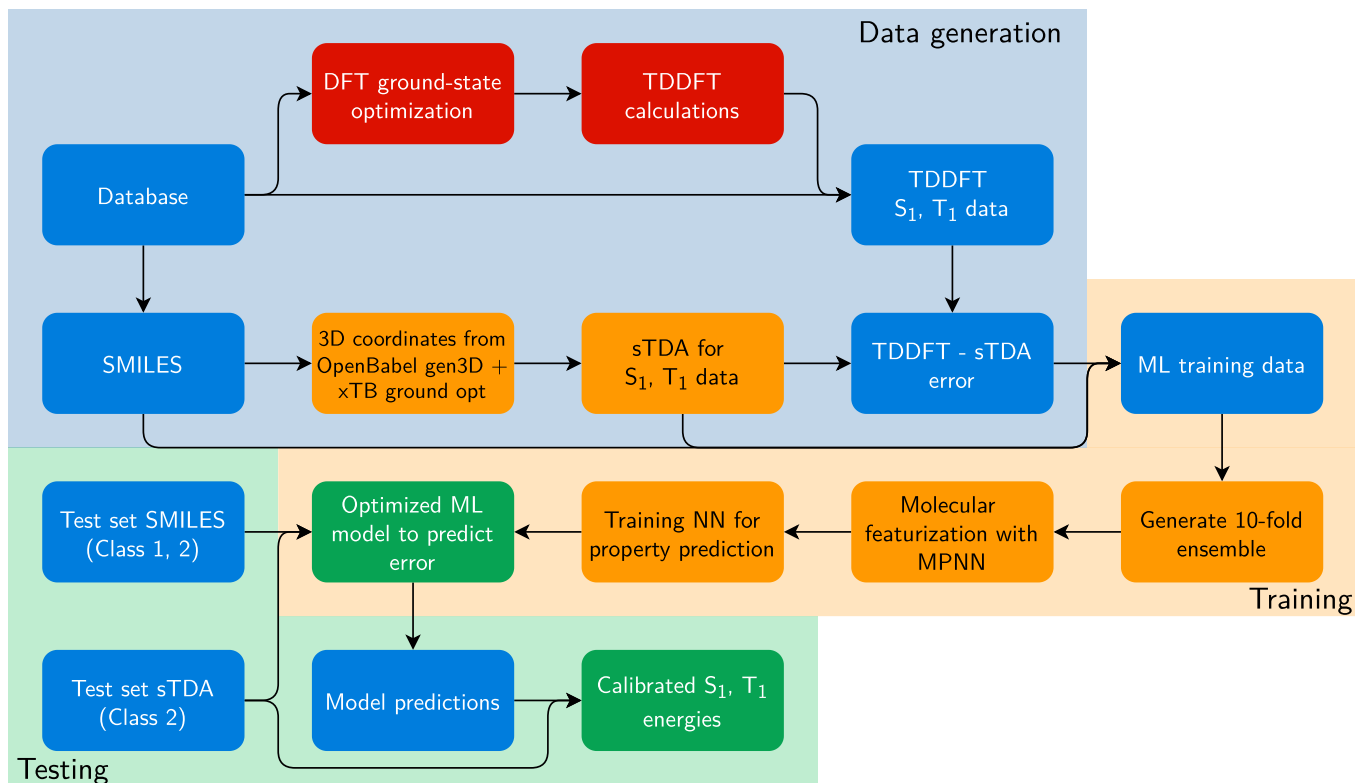 Data generation
DFT ground-state
optimization
TDDFT
calculations
Database
TDDFT
S₁, T₁ data
SMILES
3D coordinates from
OpenBabel gen3D +
xTB ground opt
sTDA for
S₁, T₁ data
TDDFT - sTDA
error
ML training data
Test set SMILES
(Class 1, 2)
Optimized ML
model to predict
error
Training NN for
property prediction
Molecular
featurization with
MPNN
Generate 10-fold
ensemble
Training
Test set sTDA
(Class 2)
Model predictions
Calibrated S₁, T₁
energies
Testing